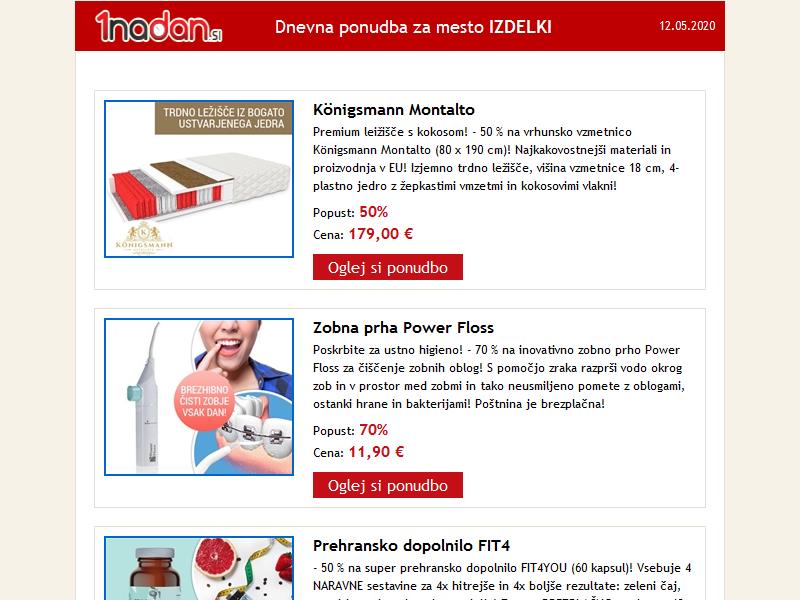 1nadan.si
Dnevna ponudba za mesto IZDELKI
12.05.2020
TRDNO LEŽIŠČE IZ BOGATO
USTVARJENEGA JEDRA
KÖNIGSMANN
Königsmann Montalto
Premium leižišče s kokosom! - 50 % na vrhunsko vzmetnico
Königsmann Montalto (80 x 190 cm)! Najkakovostnejši materiali in
proizvodnja v EU! Izjemno trdno ležišče, višina vzmetnice 18 cm, 4-
plastno jedro z žepkastimi vmzetmi in kokosovimi vlakni!
Popust: 50%
Cena: 179,00 €
Oglej si ponudbo
BREZHIBNO
ČISTI ZOBJE
VSAK DAN!
Zobna prha Power Floss
Poskrbite za ustno higieno! - 70 % na inovativno zobno prho Power
Floss za čiščenje zobnih oblog! S pomočjo zraka razprši vodo okrog
zob in v prostor med zobmi in tako neusmiljeno pomete z oblogami,
ostanki hrane in bakterijami! Poštnina je brezplačna!
Popust: 70%
Cena: 11,90 €
Oglej si ponudbo
Prehransko dopolnilo FIT4
- 50 % na super prehransko dopolnilo FIT4YOU (60 kapsul)! Vsebuje 4
NARAVNE sestavine za 4x hitrejše in 4x boljše rezultate: zeleni čaj,